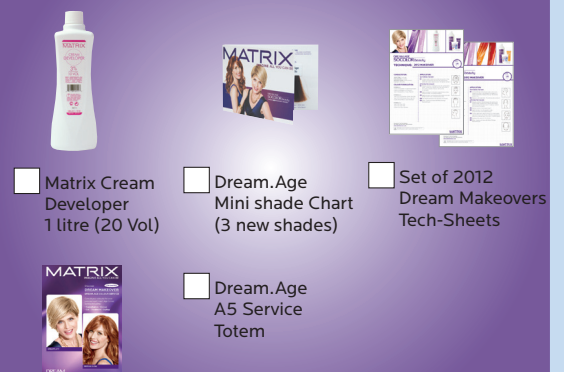 MATRIX
MATRIX
Matrix Cream
Developer
1 litre (20 Vol)
Dream.Age
Mini shade Chart
(3 new shades)
Set of 2012
Dream Makeovers
Tech-Sheets
MATRIX
DREAM MAKEOVER
Dream.Age
A5 Service
Totem